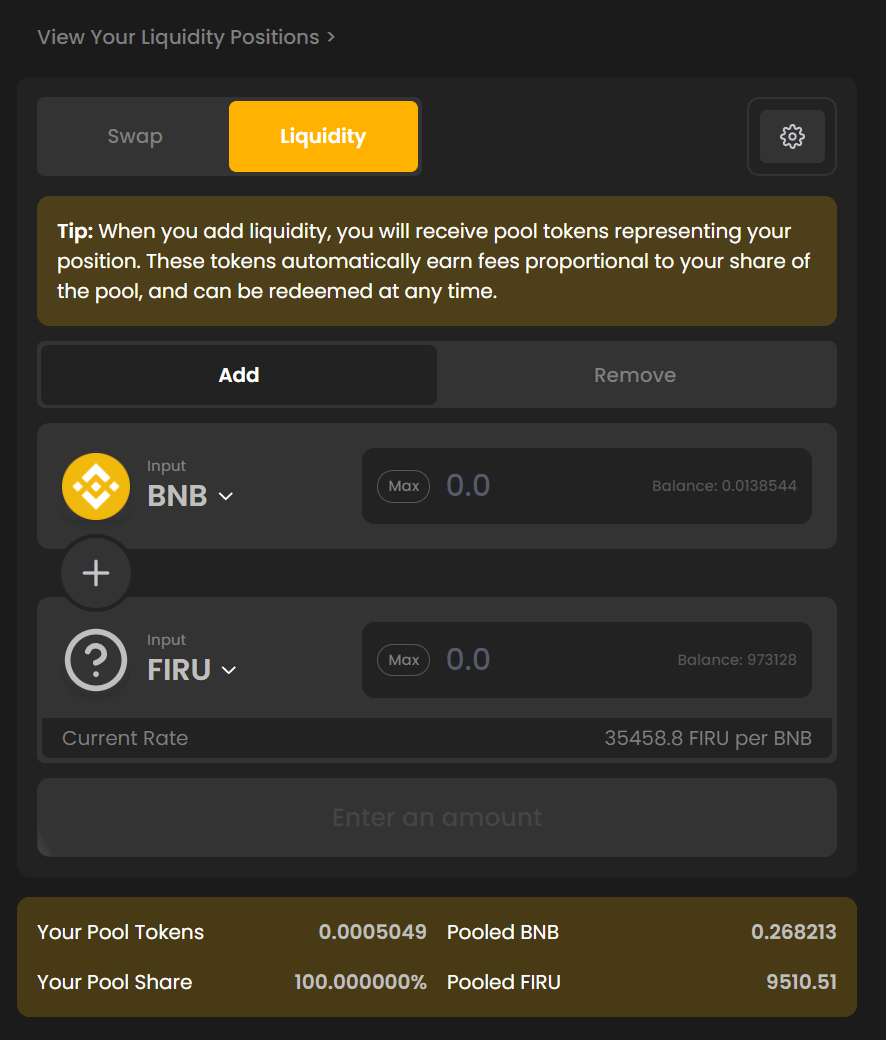 View Your Liquidity Positions >
Swap
Liquidity
Tip: When you add liquidity, you will receive pool tokens representing your
position. These tokens automatically earn fees proportional to your share of
the pool, and can be redeemed at any time.
Add
Remove
Input
BNB
Max
0.0
Balance: 0.0138544
Input
FIRU
Max
0.0
Balance: 973128
Current Rate
35458.8 FIRU per BNB
Enter an amount
Your Pool Tokens 0.0005049 Pooled BNB 0.268213
Your Pool Share 100.000000% Pooled FIRU 9510.51